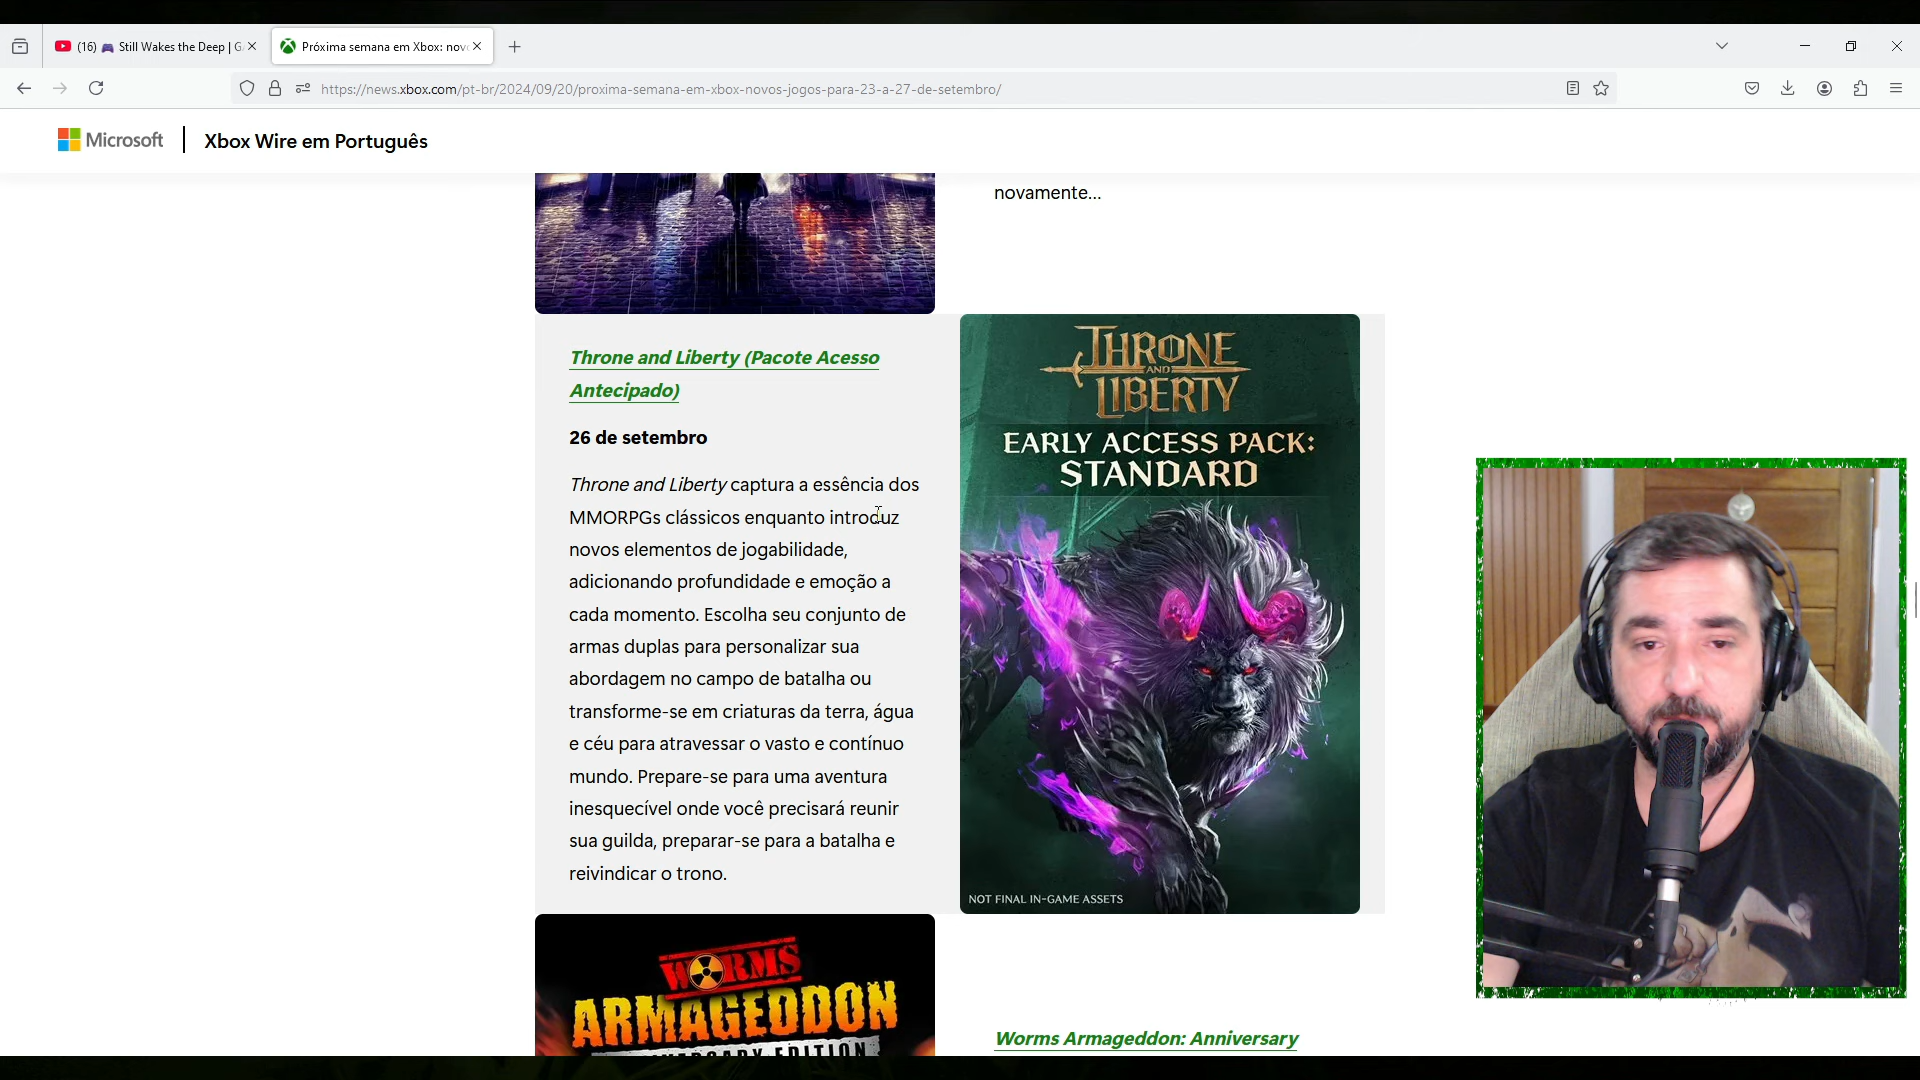 (16) 🎮 Still Wakes the Deep | G
Próxima semana em Xbox: nov
https://news.xbox.com/pt-br/2024/09/20/proxima-semana-em-xbox-novos-jogos-para-23-a-27-de-setembro/
Microsoft
Xbox Wire em Português
novamente…
Throne and Liberty (Pacote Acesso
Antecipado)
26 de setembro
Throne and Liberty captura a essência dos
MMORPGs clássicos enquanto introduz
novos elementos de jogabilidade,
adicionando profundidade e emoção a
cada momento. Escolha seu conjunto de
armas duplas para personalizar sua
abordagem no campo de batalha ou
transforme-se em criaturas da terra, água
e céu para atravessar o vasto e contínuo
mundo. Prepare-se para uma aventura
inesquecível onde você precisará reunir
sua guilda, preparar-se para a batalha e
reivindicar o trono.
THRONE
AND
LIBERTY
EARLY ACCESS PACK:
STANDARD
NOT FINAL IN-GAME ASSETS
WORMS
ARMAGEDDON
ANNIVERSARY EDITION
Worms Armageddon: Anniversary